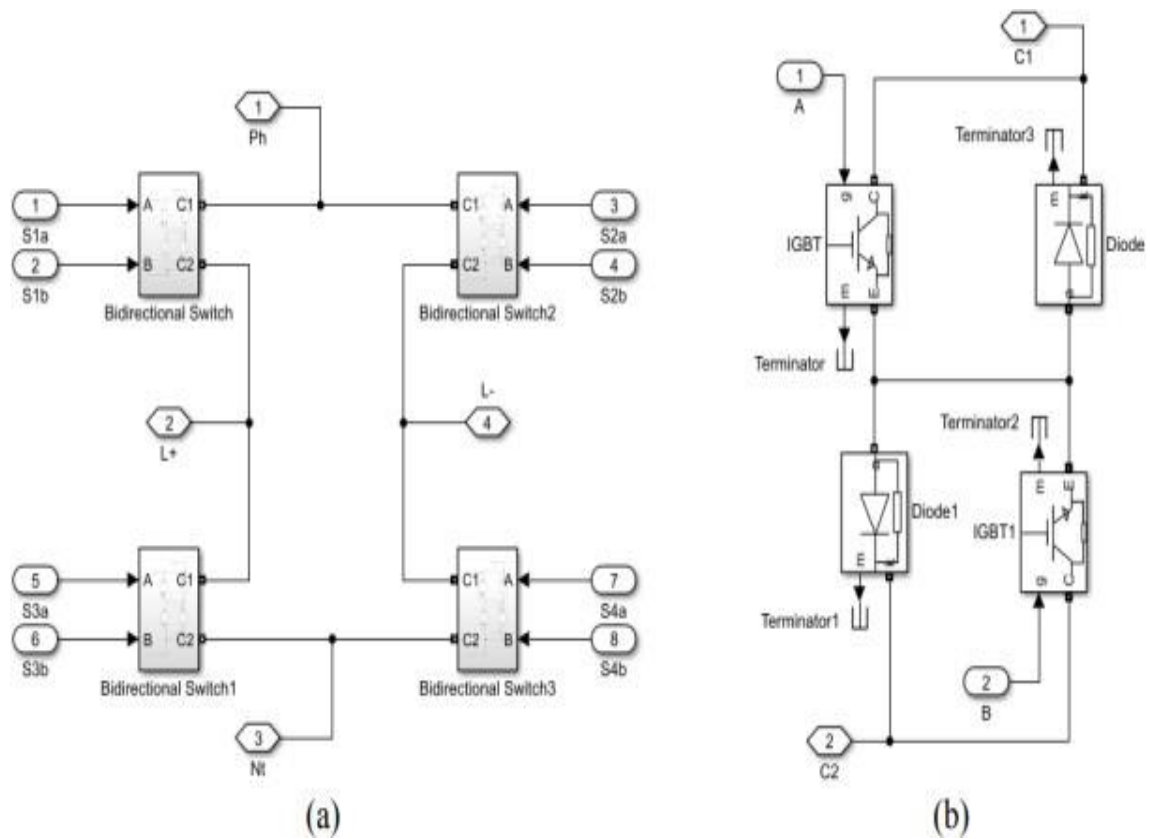 1
Ph
1
S1a
2
S1b
A
B
C1
C2
Bidirectional Switch
C1
C2
A
B
Bidirectional Switch2
3
S2a
4
S2b
2
L+
L-
4
5
S3a
6
S3b
A
B
C1
C2
Bidirectional Switch1
C1
C2
A
B
Bidirectional Switch3
7
S4a
8
S4b
3
Nt
(a)
1
C1
1
A
Terminator3
g
C
IGBT
m
E
Terminator
m
k
Diode
a
Terminator2
a
Diode1
m
k
Terminator1
m
E
IGBT1
g
C
2
B
2
C2
(b)